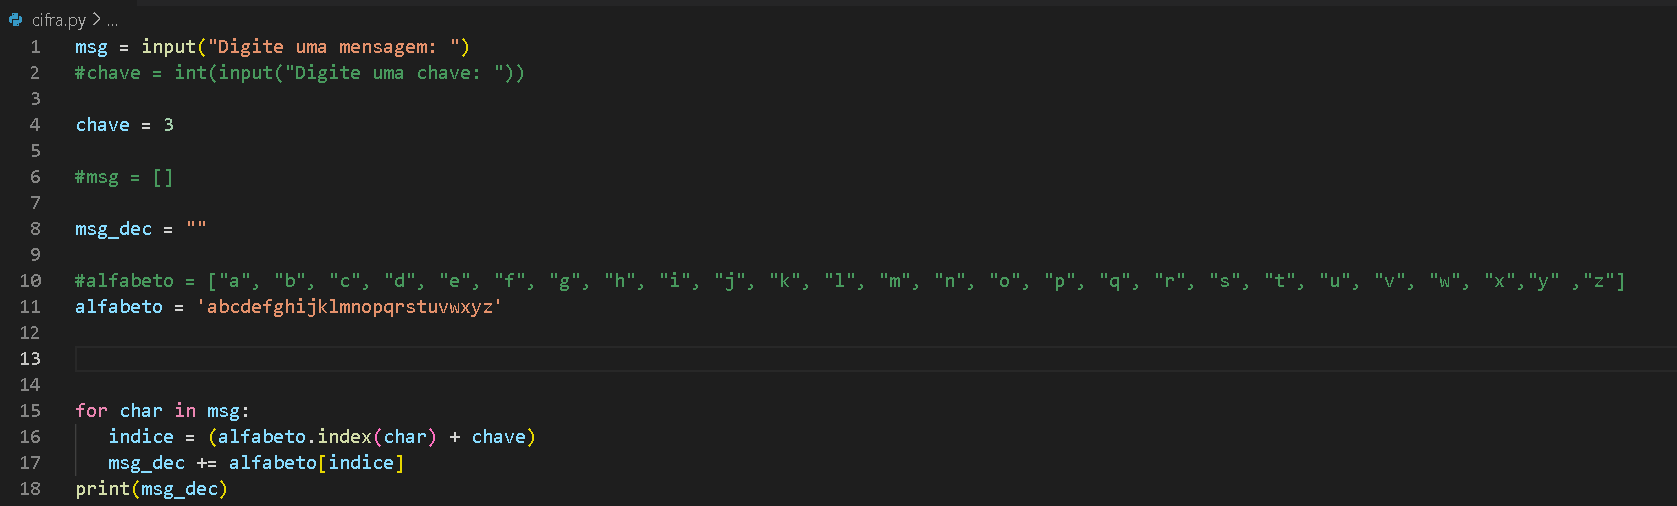 cifra.py > ...
1 msg = input("Digite uma mensagem: ")
2 #chave = int(input("Digite uma chave: "))
3
4 chave = 3
5
6 #msg = []
7
8 msg_dec = ""
9
10 #alfabeto = ["a", "b", "c", "d", "e", "f", "g", "h", "i", "j", "k", "l", "m", "n", "o", "p", "q", "r", "s", "t", "u", "v", "w", "x","y" ,"z"]
11 alfabeto = 'abcdefghijklmnopqrstuvwxyz'
12
13
14
15 for char in msg:
16    indice = (alfabeto.index(char) + chave)
17    msg_dec += alfabeto[indice]
18 print(msg_dec)